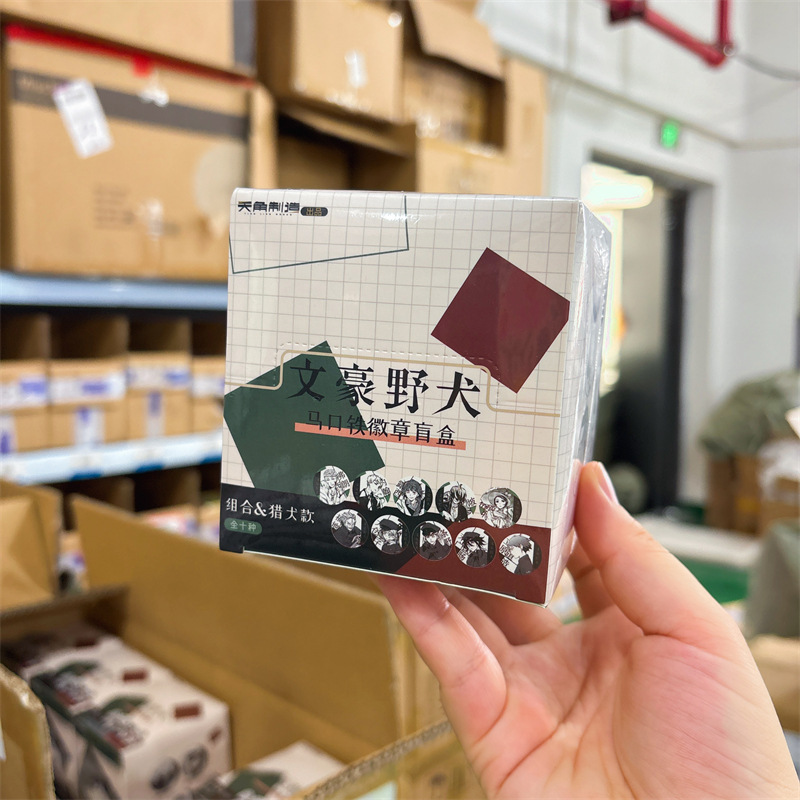 天角制造 出品
文豪野犬
马口铁徽章盲盒
组合&猎犬款
全十种